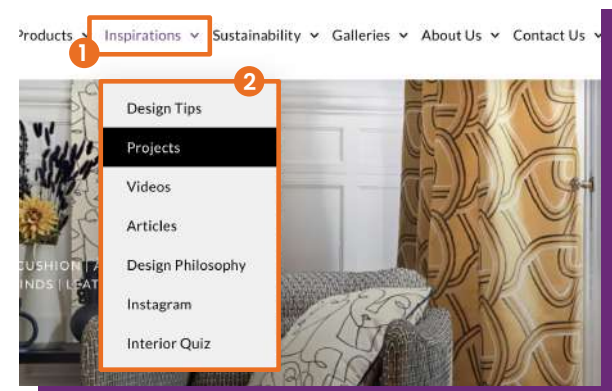 Products Inspirations Sustainability Galleries About Us Contact Us
1
2
Design Tips
Projects
Videos
Articles
Design Philosophy
Instagram
Interior Quiz
CUSHION | A
INDS | LEAT